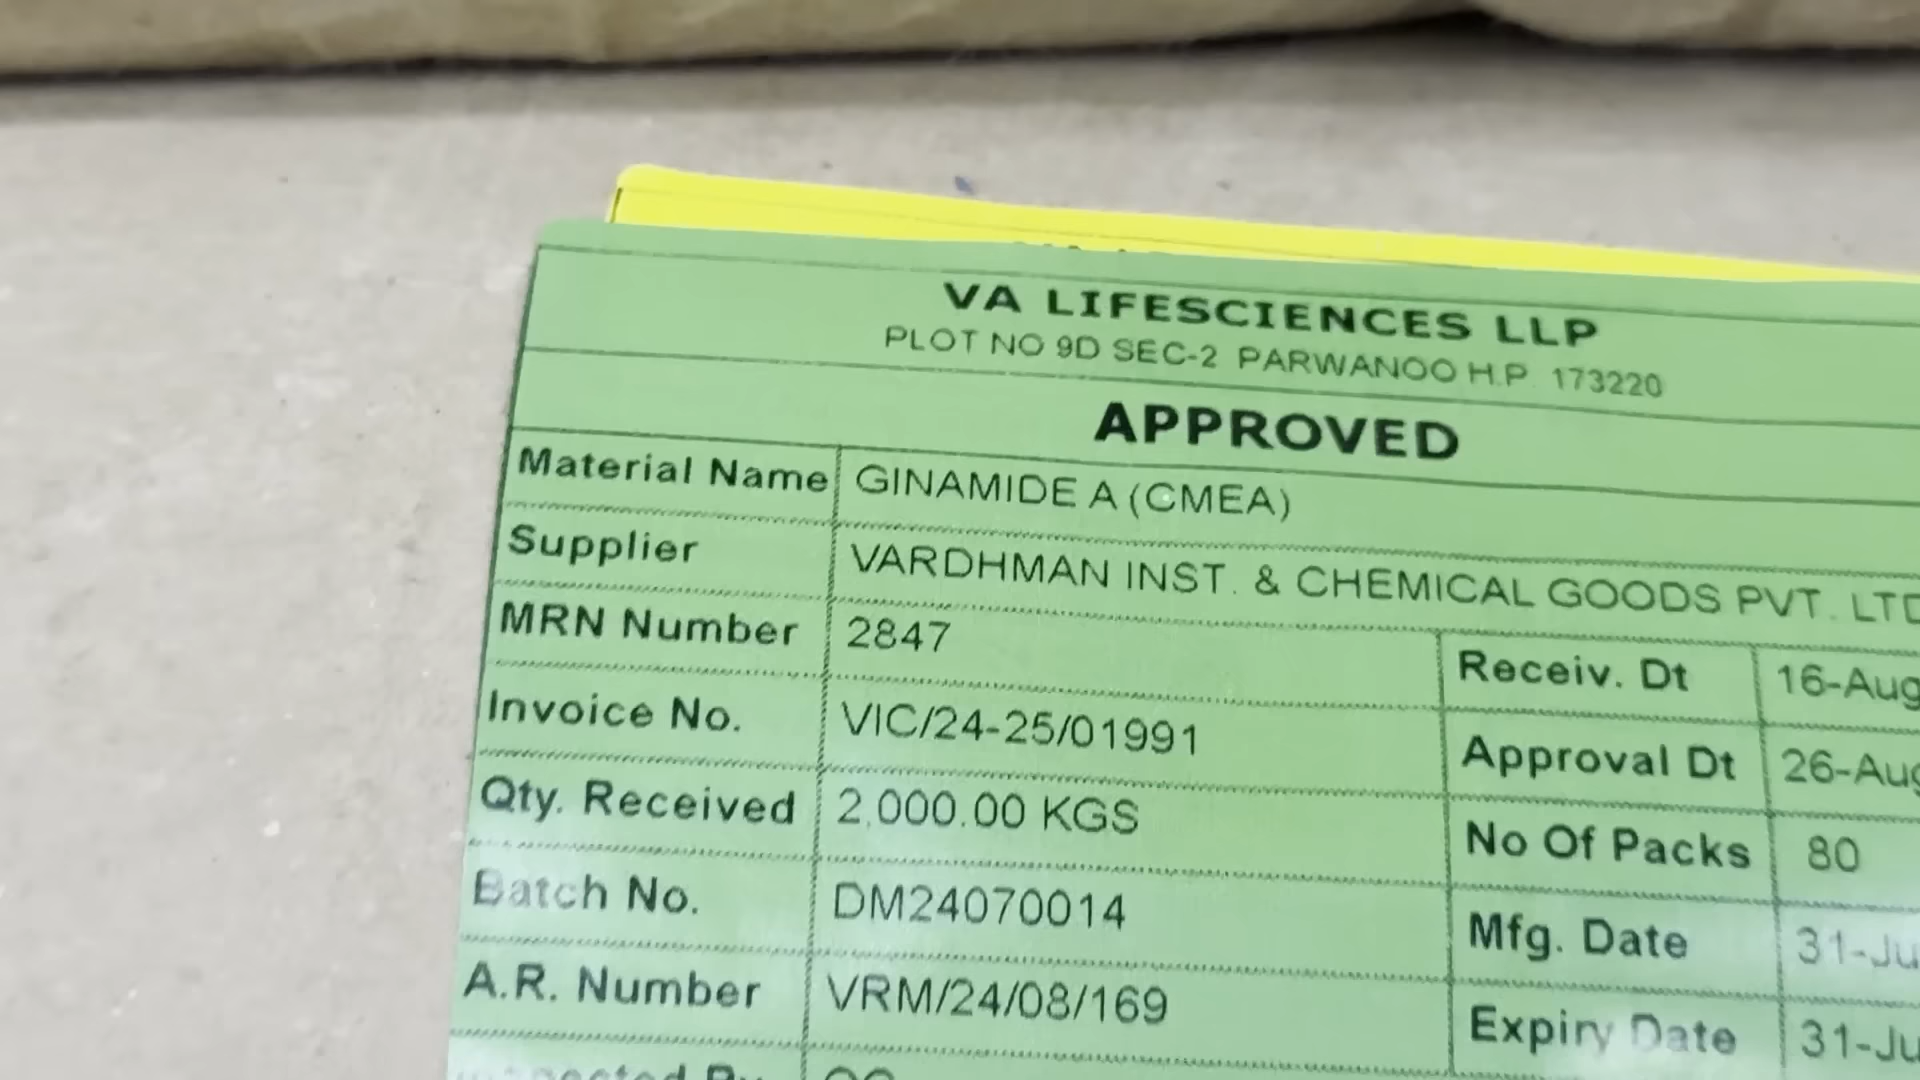 VA LIFESCIENCES LLP
PLOT NO 9D SEC-2 PARWANOO H.P. 173220
APPROVED
Material Name GINAMIDE A (CMEA)
Supplier VARDHMAN INST. & CHEMICAL GOODS PVT. LTD
MRN Number 2847 Receiv. Dt 16-Aug
Invoice No. VIC/24-25/01991 Approval Dt 26-Aug
Qty. Received 2,000.00 KGS No Of Packs 80
Batch No. DM24070014 Mfg. Date 31-Ju
A.R. Number VRM/24/08/169 Expiry Date 31-Ju